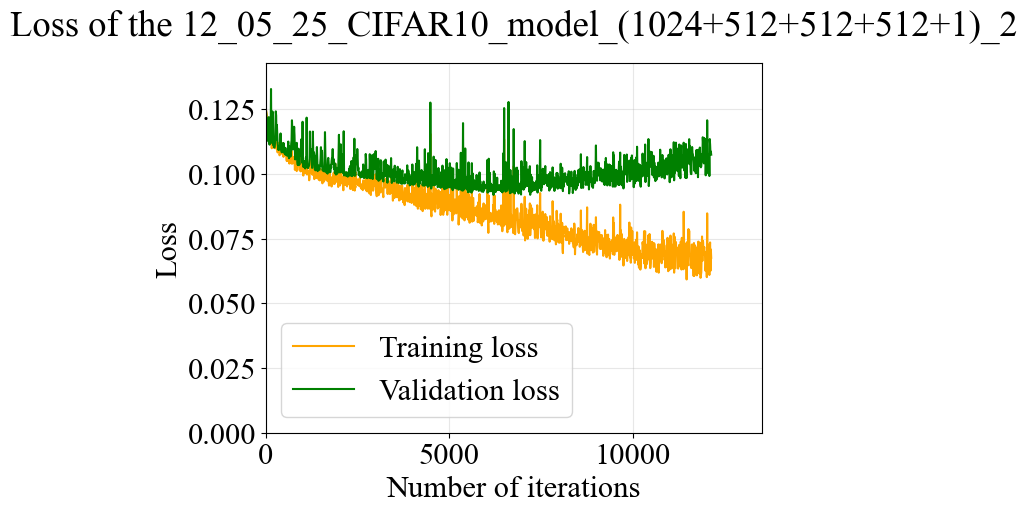 Loss of the 12_05_25_CIFAR10_model_(1024+512+512+512+1)_2
0.125
0.100
0.075
0.050
0.025
0.000
Loss
Training loss
Validation loss
0 5000 10000
Number of iterations